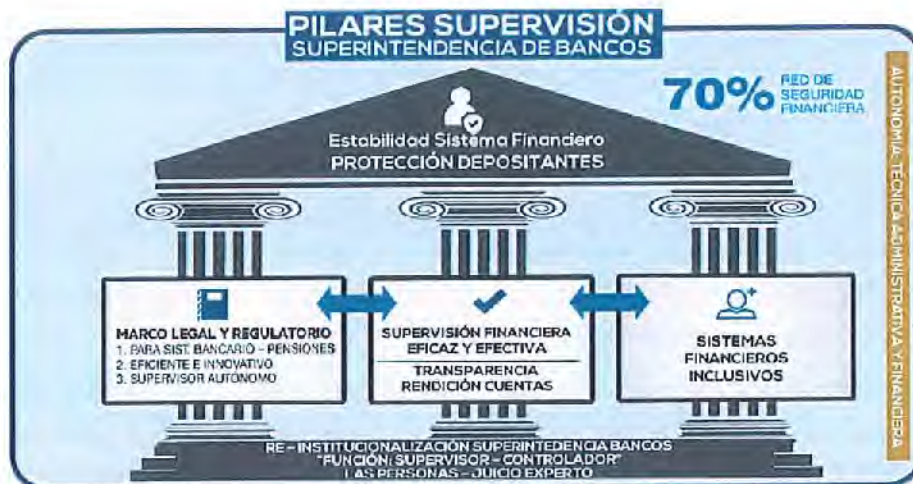 PILARES SUPERVISIÓN
SUPERINTENDENCIA DE BANCOS
70%
RED DE
SEGURIDAD
FINANCIERA
Estabilidad Sistema Financiero
PROTECCIÓN DEPOSITANTES
MARCO LEGAL Y REGULATORIO
1. PARA SIST. BANCARIO – PENSIONES
2. EFICIENTE E INNOVATIVO
3. SUPERVISOR AUTÓNOMO
SUPERVISIÓN FINANCIERA
EFICAZ Y EFECTIVA
TRANSPARENCIA
RENDICIÓN CUENTAS
SISTEMAS
FINANCIEROS
INCLUSIVOS
RE – INSTITUCIONALIZACIÓN SUPERINTEDENCIA BANCOS
"FUNCIÓN: SUPERVISOR – CONTROLADOR"
LAS PERSONAS – JUICIO EXPERTO
AUTONOMÍA: TÉCNICA ADMINISTRATIVA Y FINANCIERA